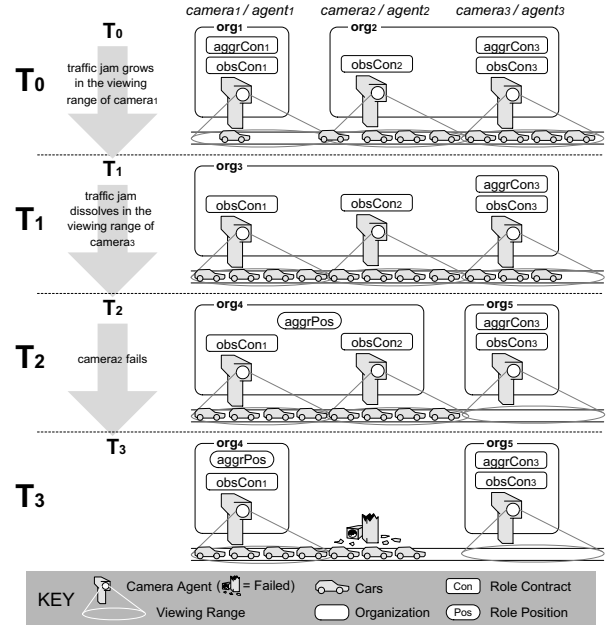 camera1 / agent1 camera2 / agent2 camera3 / agent3
T0
T0
traffic jam grows
in the viewing
range of camera1
org1 org2
aggrCon1 aggrCon3
obsCon1 obsCon2 obsCon3
T1
T1
traffic jam
dissolves in the
viewing range of
camera3
org3
aggrCon3
obsCon1 obsCon2 obsCon3
T2
T2
camera2 fails
org4 org5
aggrPos aggrCon3
obsCon1 obsCon2 obsCon3
T3
T3
org4 org5
aggrPos aggrCon3
obsCon1 obsCon3
KEY
Camera Agent ( = Failed) Cars Con Role Contract
Viewing Range Organization Pos Role Position